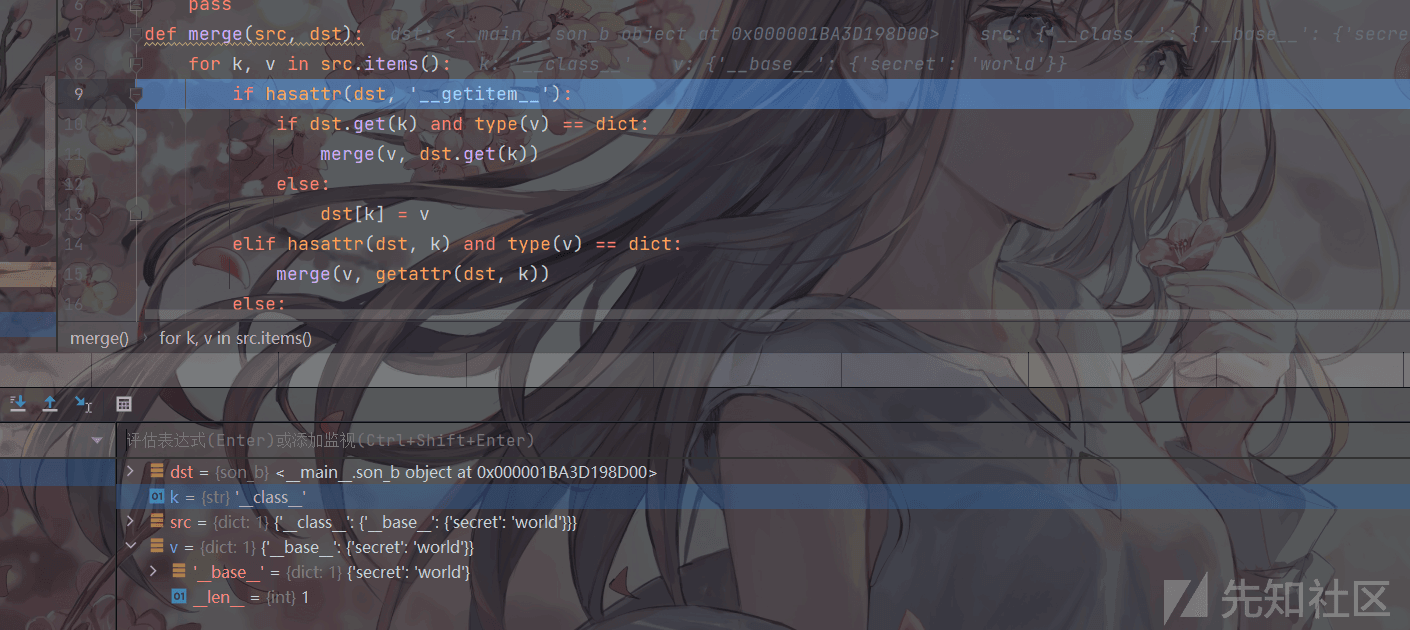 6 pass
7 def merge(src, dst): dst: <__main__.son_b object at 0x000001BA3D198D00> src: {'__class__': {'__base__': {'secre
8 for k, v in src.items(): k: '__class__' v: {'__base__': {'secret': 'world'}}
9 if hasattr(dst, '__getitem__'):
10 if dst.get(k) and type(v) == dict:
11 merge(v, dst.get(k))
12 else:
13 dst[k] = v
14 elif hasattr(dst, k) and type(v) == dict:
15 merge(v, getattr(dst, k))
16 else:
merge() for k, v in src.items()
评估表达式(Enter)或添加监视(Ctrl+Shift+Enter)
dst = {son_b} <__main__.son_b object at 0x000001BA3D198D00>
01 k = {str} '__class__'
src = {dict: 1} {'__class__': {'__base__': {'secret': 'world'}}}
v = {dict: 1} {'__base__': {'secret': 'world'}}
'__base__' = {dict: 1} {'secret': 'world'}
01 __len__ = {int} 1
先知社区